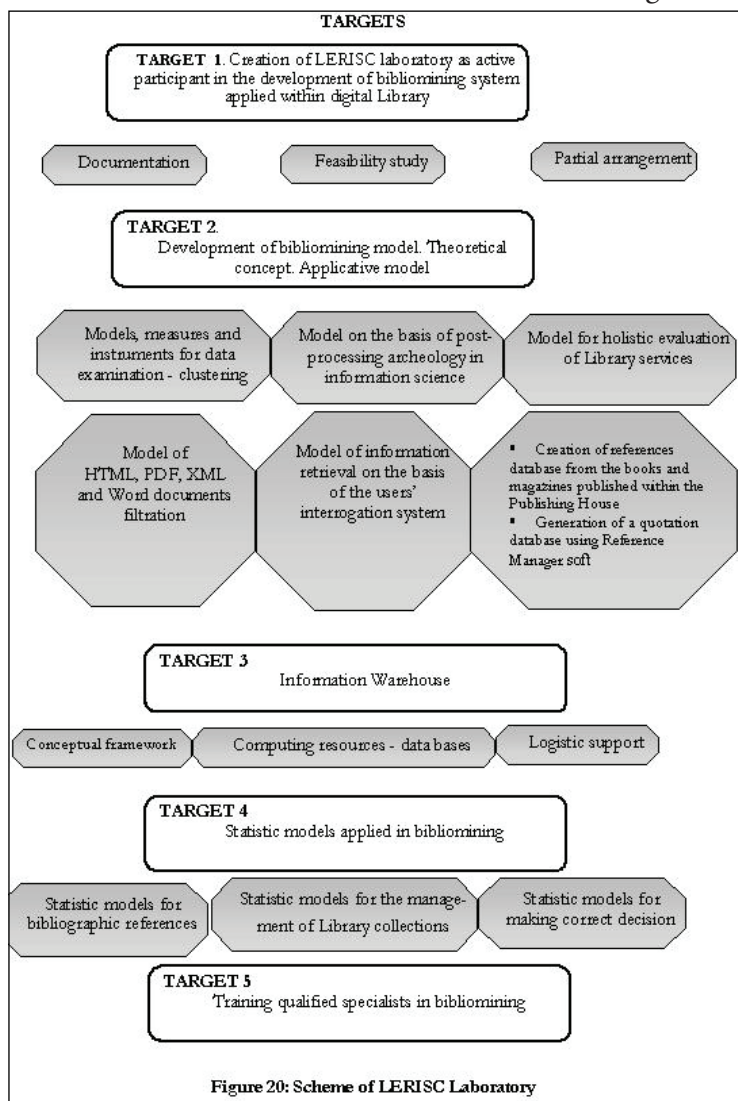 TARGETS
TARGET 1. Creation of LERISC laboratory as active
participant in the development of bibliomining system
applied within digital Library
Documentation
Feasibility study
Partial arrangement
TARGET 2.
Development of bibliomining model. Theoretical
concept. Applicative model
Models, measures and
instruments for data
examination - clustering
Model on the basis of post-
processing archeology in
information science
Model for holistic evaluation
of Library services
Model of
HTML, PDF, XML
and Word documents
filtration
Model of information
retrieval on the basis
of the users'
interrogation system
▪ Creation of references
database from the books and
magazines published within the
Publishing House
▪ Generation of a quotation
database using Reference
Manager soft
TARGET 3
Information Warehouse
Conceptual framework
Computing resources - data bases
Logistic support
TARGET 4
Statistic models applied in bibliomining
Statistic models for
bibliographic references
Statistic models for the manage-
ment of Library collections
Statistic models for
making correct decision
TARGET 5
Training qualified specialists in bibliomining
Figure 20: Scheme of LERISC Laboratory